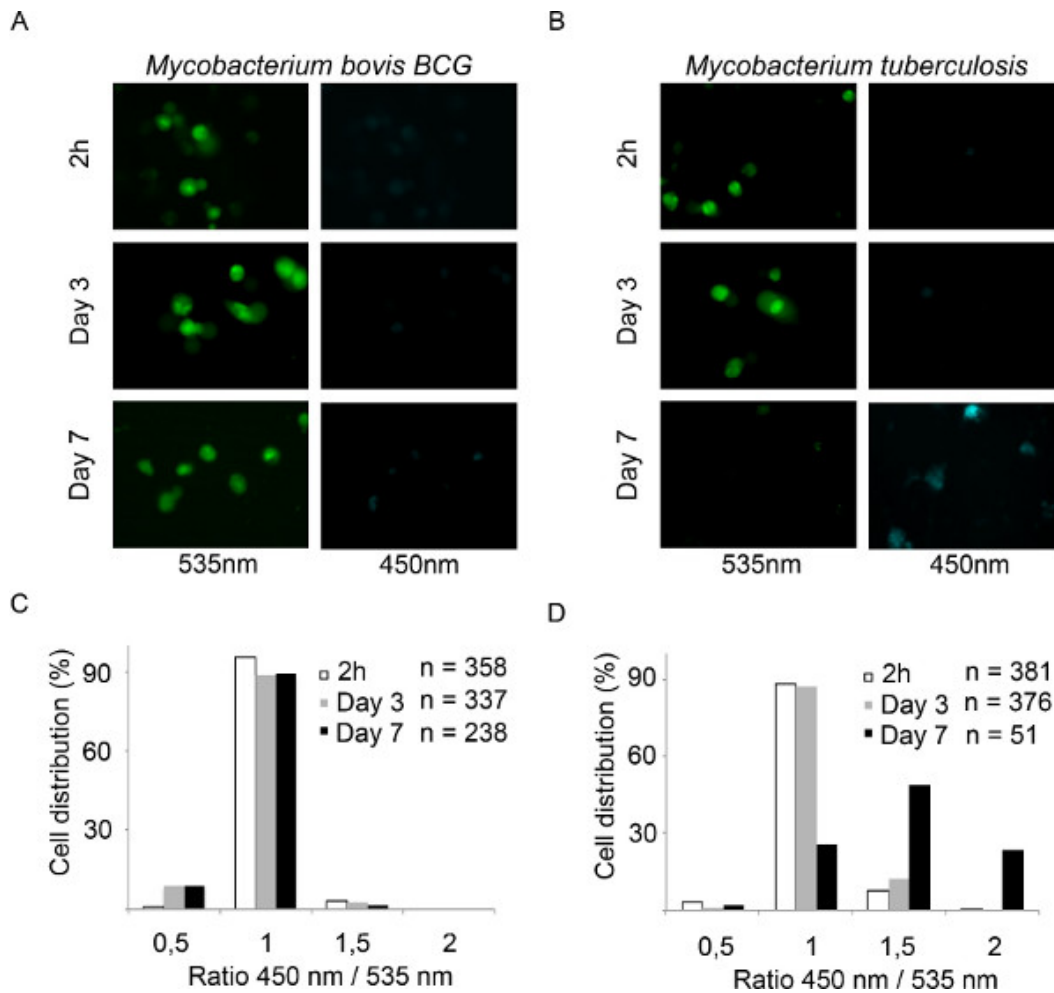 A
B
Mycobacterium bovis BCG
Mycobacterium tuberculosis
2h
2h
Day 3
Day 3
Day 7
Day 7
535nm 450nm
535nm 450nm
C
D
Cell distribution (%)
90
60
30
2h n = 358
Day 3 n = 337
Day 7 n = 238
0,5 1 1,5 2
Ratio 450 nm / 535 nm
Cell distribution (%)
90
60
30
2h n = 381
Day 3 n = 376
Day 7 n = 51
0,5 1 1,5 2
Ratio 450 nm / 535 nm